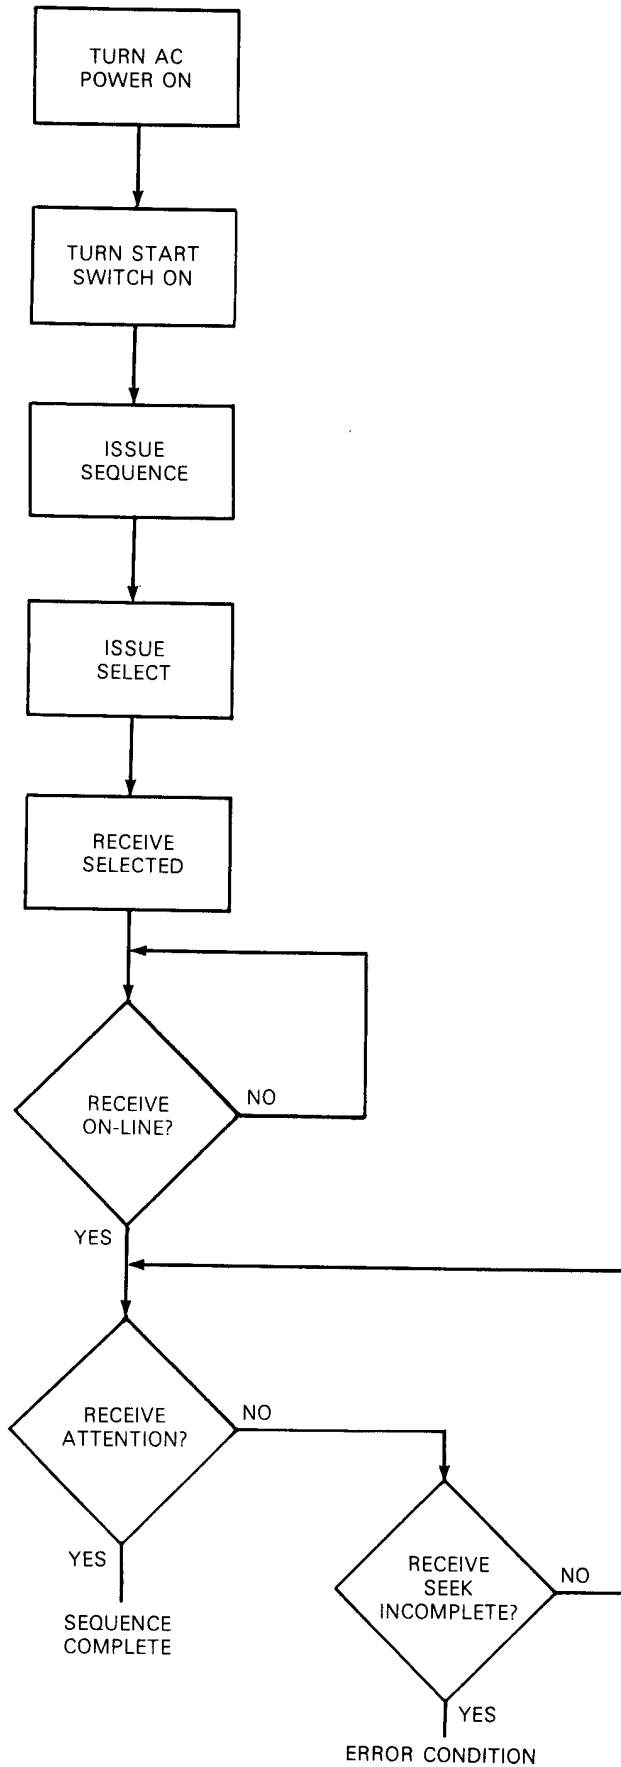 TURN AC
POWER ON
TURN START
SWITCH ON
ISSUE
SEQUENCE
ISSUE
SELECT
RECEIVE
SELECTED
RECEIVE
ON-LINE?
NO
YES
RECEIVE
ATTENTION?
NO
YES
SEQUENCE
COMPLETE
RECEIVE
SEEK
INCOMPLETE?
NO
YES
ERROR CONDITION